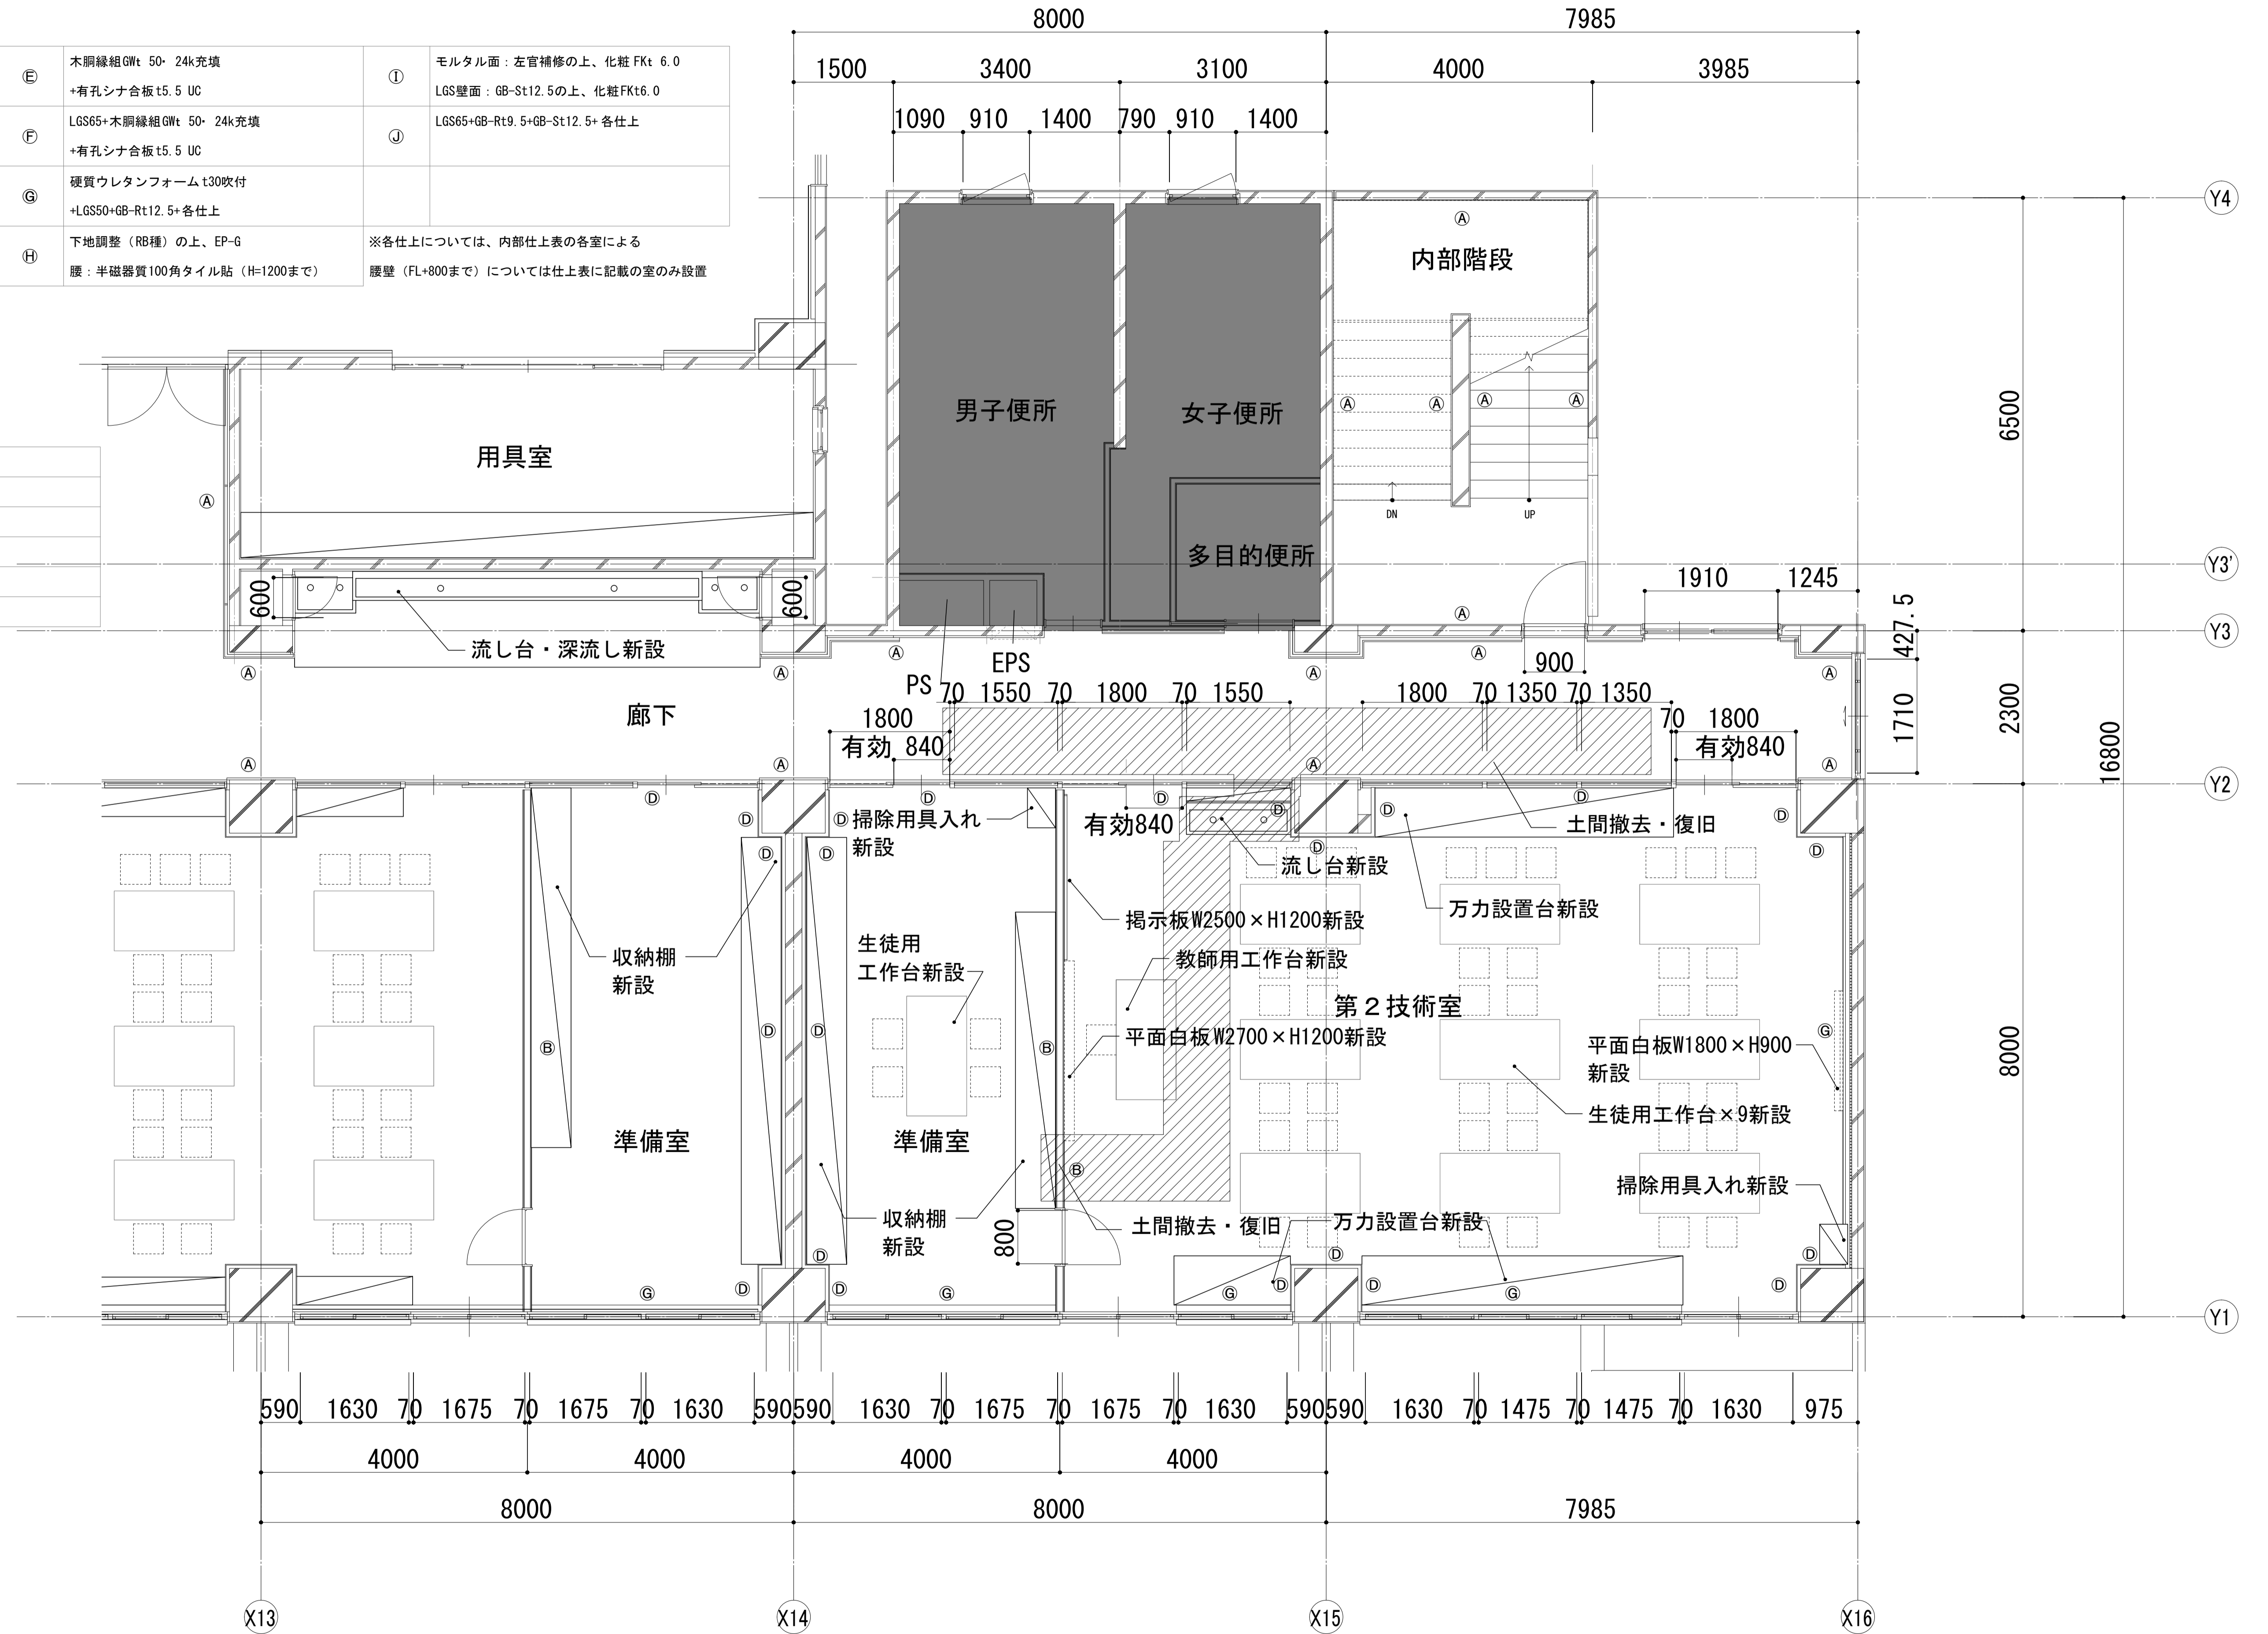 8000 7985
1500 3400 3100 4000 3985
1090 910 1400 790 910 1400
Ⓔ 木胴縁組GWt 50・ 24k充填
+有孔シナ合板t5.5 UC
Ⓘ モルタル面：左官補修の上、化粧 FKt 6.0
LGS壁面：GB-St12.5の上、化粧FKt6.0
Ⓕ LGS65+木胴縁組GWt 50・ 24k充填
+有孔シナ合板t5.5 UC
Ⓙ LGS65+GB-Rt9.5+GB-St12.5+各仕上
Ⓖ 硬質ウレタンフォームt30吹付
+LGS50+GB-Rt12.5+各仕上
Ⓗ 下地調整（RB種）の上、EP-G
腰：半磁器質100角タイル貼（H=1200まで）
※各仕上については、内部仕上表の各室による
腰壁（FL+800まで）については仕上表に記載の室のみ設置
Y4
Ⓐ
内部階段
男子便所 女子便所
Ⓐ Ⓐ Ⓐ Ⓐ
6500
用具室
Ⓐ
DN UP
多目的便所
Y3'
1910 1245
600 600
427.5
Ⓐ
Y3
流し台・深流し新設
Ⓐ Ⓐ
EPS
900
Ⓐ Ⓐ Ⓐ Ⓐ
PS
70 1550 70 1800 70 1550 1800 70 1350 70 1350
廊下
1800 70 1800
有効 840 有効840
1710
2300
16800
Ⓐ Ⓐ Ⓐ Ⓐ
Y2
Ⓓ Ⓓ Ⓓ Ⓓ
Ⓓ Ⓓ Ⓓ Ⓓ Ⓓ
掃除用具入れ
新設
有効840
土間撤去・復旧
Ⓓ Ⓓ Ⓓ Ⓓ
流し台新設
万力設置台新設
掲示板W2500×H1200新設
生徒用
工作台新設
収納棚
新設
教師用工作台新設
第２技術室
Ⓓ Ⓓ Ⓖ
平面白板W2700×H1200新設
平面白板W1800×H900
新設
Ⓑ Ⓑ
8000
生徒用工作台×9新設
準備室 準備室
Ⓑ
掃除用具入れ新設
収納棚
新設
800
土間撤去・復旧
万力設置台新設
Ⓓ Ⓓ Ⓓ
Ⓓ Ⓓ Ⓓ Ⓓ Ⓓ
Ⓖ Ⓖ Ⓖ Ⓖ
Y1
590 1630 70 1675 70 1675 70 1630 590 590 1630 70 1675 70 1675 70 1630 590 590 1630 70 1475 70 1475 70 1630 975
4000 4000 4000 4000
8000 8000 7985
X13 X14 X15 X16